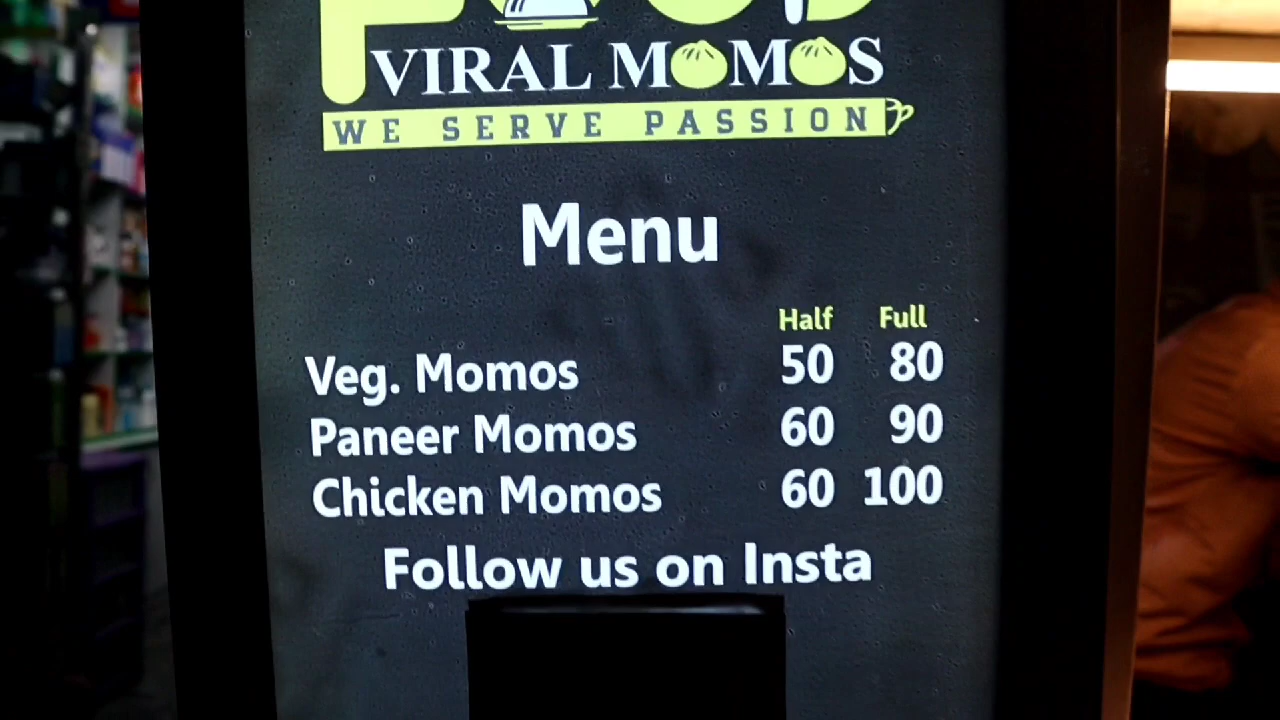 VIRAL MOMOS
WE SERVE PASSION
Menu
Half Full
Veg. Momos 50 80
Paneer Momos 60 90
Chicken Momos 60 100
Follow us on Insta